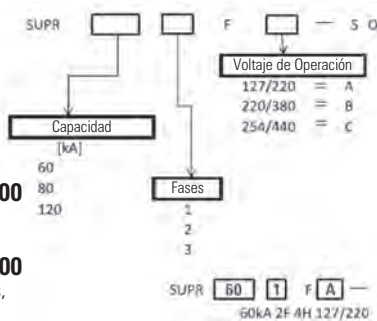 SUPR F — S O
Voltaje de Operación
127/220 = A
220/380 = B
254/440 = C
Capacidad
[kA]
60
80
120
00
Fases
1
2
3
00
,
SUPR 60 1 F A —
60kA 2F 4H 127/220